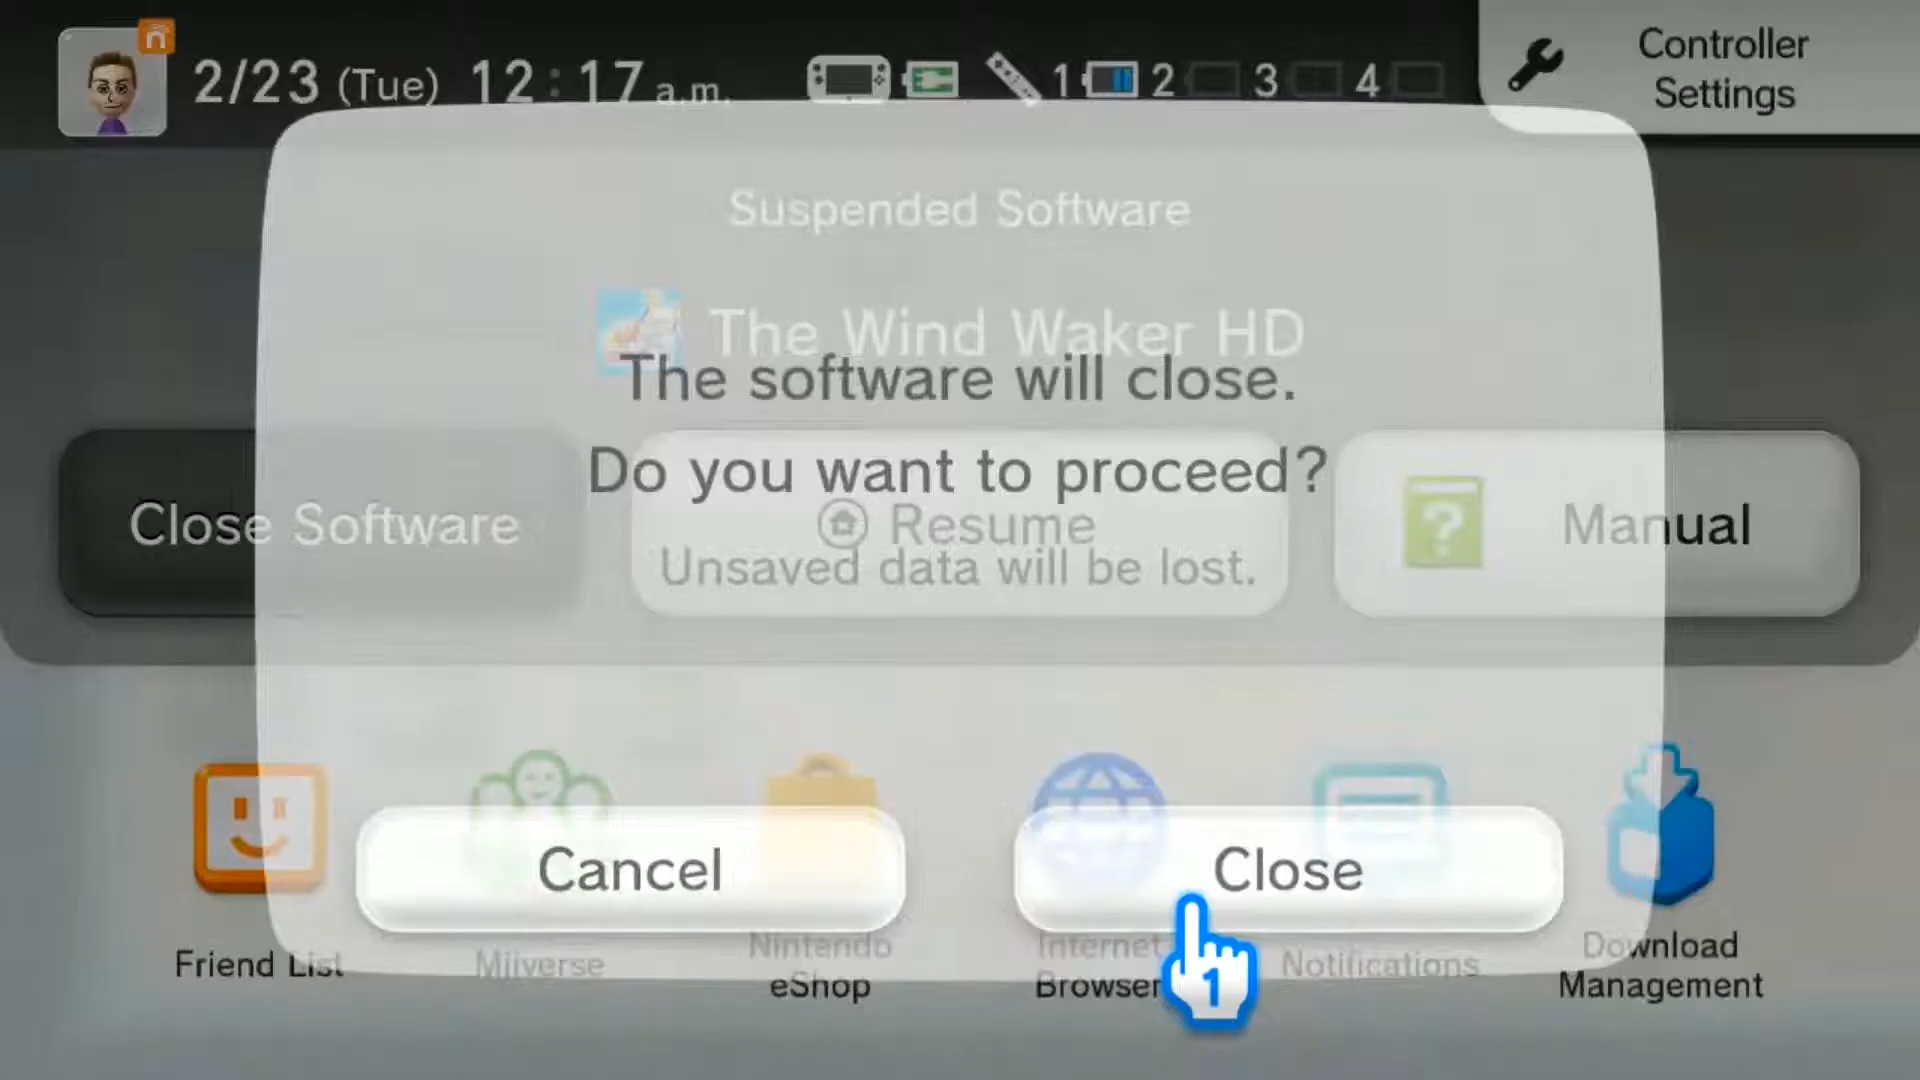 2/23 (Tue) 12:17 a.m.
1 2 3 4
Controller
Settings
Suspended Software
The Wind Waker HD
The software will close.
Do you want to proceed?
Close Software
Resume
? Manual
Unsaved data will be lost.
Cancel
Close
1
Friend List
Miiverse
Nintendo
eShop
Internet
Browser
Notifications
Download
Management